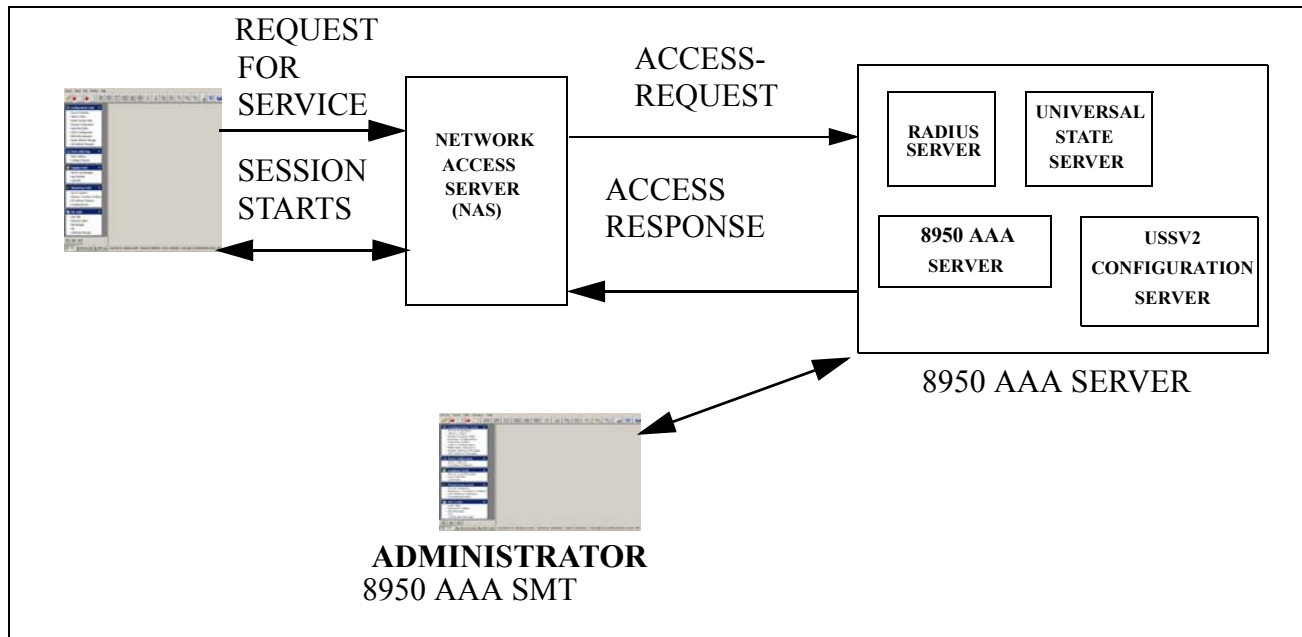 REQUEST
FOR
SERVICE
SESSION
STARTS
NETWORK
ACCESS
SERVER
(NAS)
ACCESS-
REQUEST
ACCESS
RESPONSE
RADIUS
SERVER
UNIVERSAL
STATE
SERVER
8950 AAA
SERVER
USSV2
CONFIGURATION
SERVER
8950 AAA SERVER
ADMINISTRATOR
8950 AAA SMT